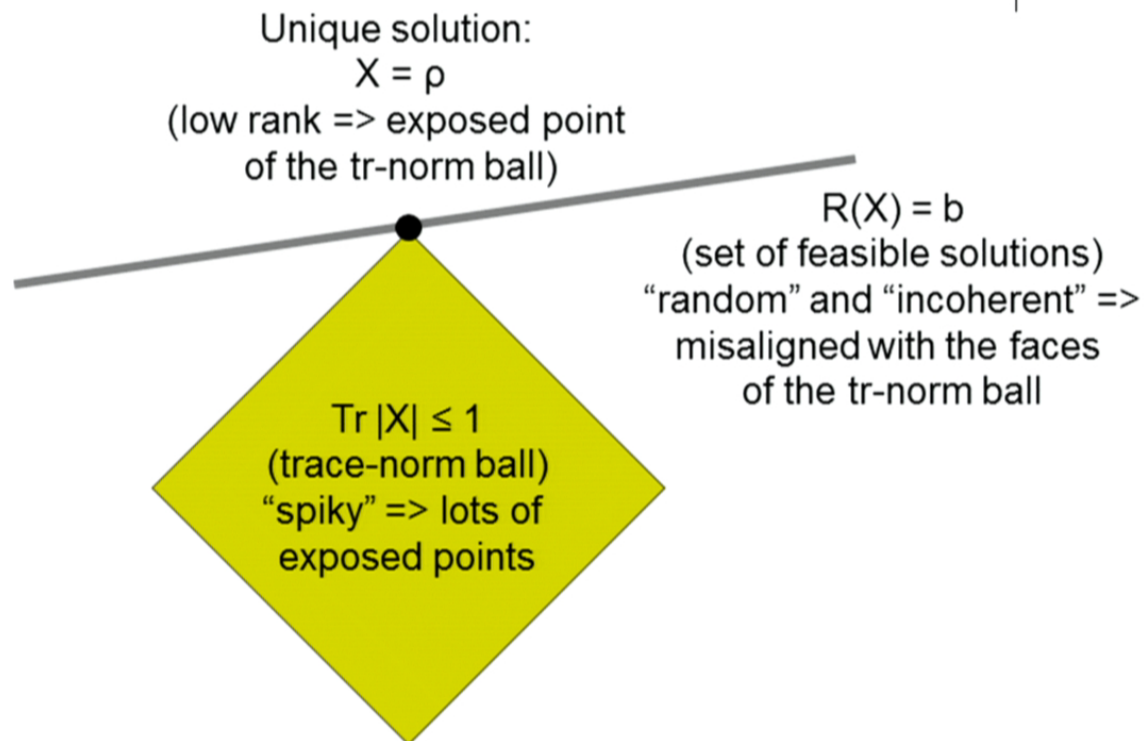 Unique solution:
X = ρ
(low rank => exposed point
of the tr-norm ball)
R(X) = b
(set of feasible solutions)
“random” and “incoherent” =>
misaligned with the faces
of the tr-norm ball
Tr |X| ≤ 1
(trace-norm ball)
“spiky” => lots of
exposed points